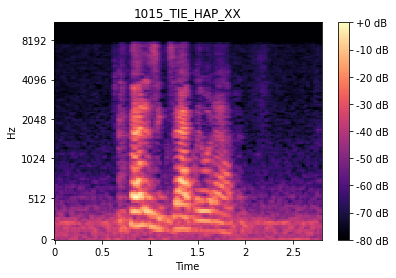 1015_TIE_HAP_XX
+0 dB
8192
-10 dB
4096
-20 dB
-30 dB
2048
Hz
-40 dB
1024
-50 dB
512
-60 dB
-70 dB
0
-80 dB
0 0.5 1 1.5 2 2.5
Time